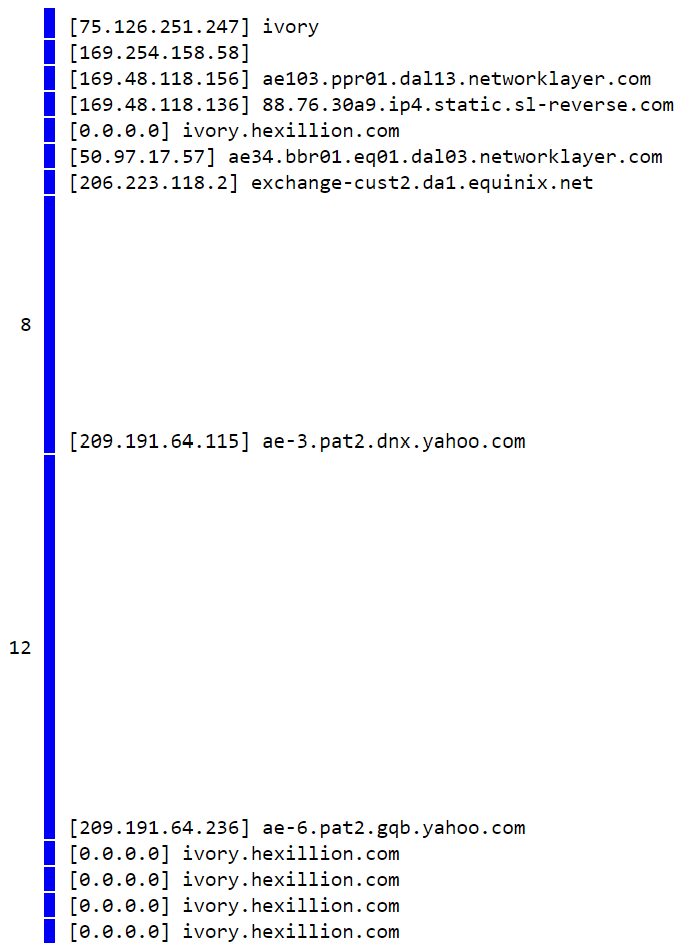 [75.126.251.247] ivory
[169.254.158.58]
[169.48.118.156] ae103.ppr01.dal13.networklayer.com
[169.48.118.136] 88.76.30a9.ip4.static.sl-reverse.com
[0.0.0.0] ivory.hexillion.com
[50.97.17.57] ae34.bbr01.eq01.dal03.networklayer.com
[206.223.118.2] exchange-cust2.da1.equinix.net
8
[209.191.64.115] ae-3.pat2.dnx.yahoo.com
12
[209.191.64.236] ae-6.pat2.gqb.yahoo.com
[0.0.0.0] ivory.hexillion.com
[0.0.0.0] ivory.hexillion.com
[0.0.0.0] ivory.hexillion.com
[0.0.0.0] ivory.hexillion.com